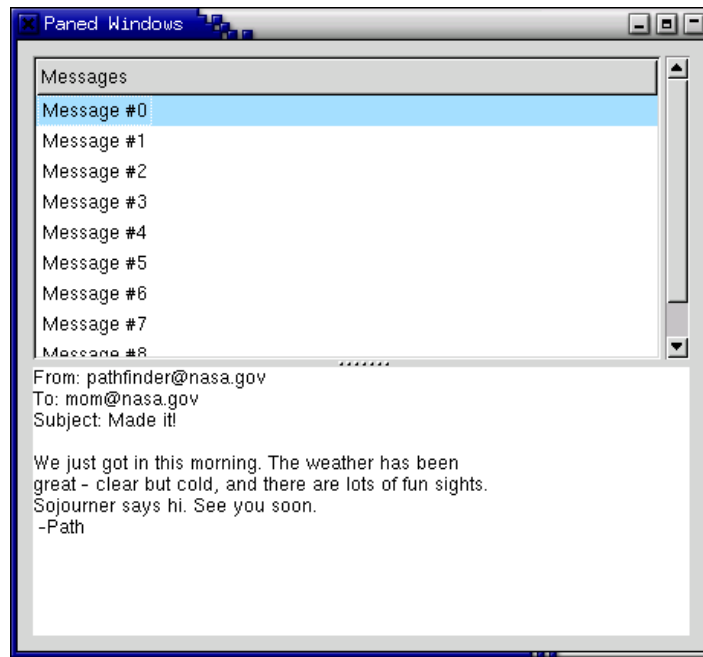 Paned Windows
Messages
Message #0
Message #1
Message #2
Message #3
Message #4
Message #5
Message #6
Message #7
Message #8
From: pathfinder@nasa.gov
To: mom@nasa.gov
Subject: Made it!
We just got in this morning. The weather has been
great - clear but cold, and there are lots of fun sights.
Sojourner says hi. See you soon.
-Path